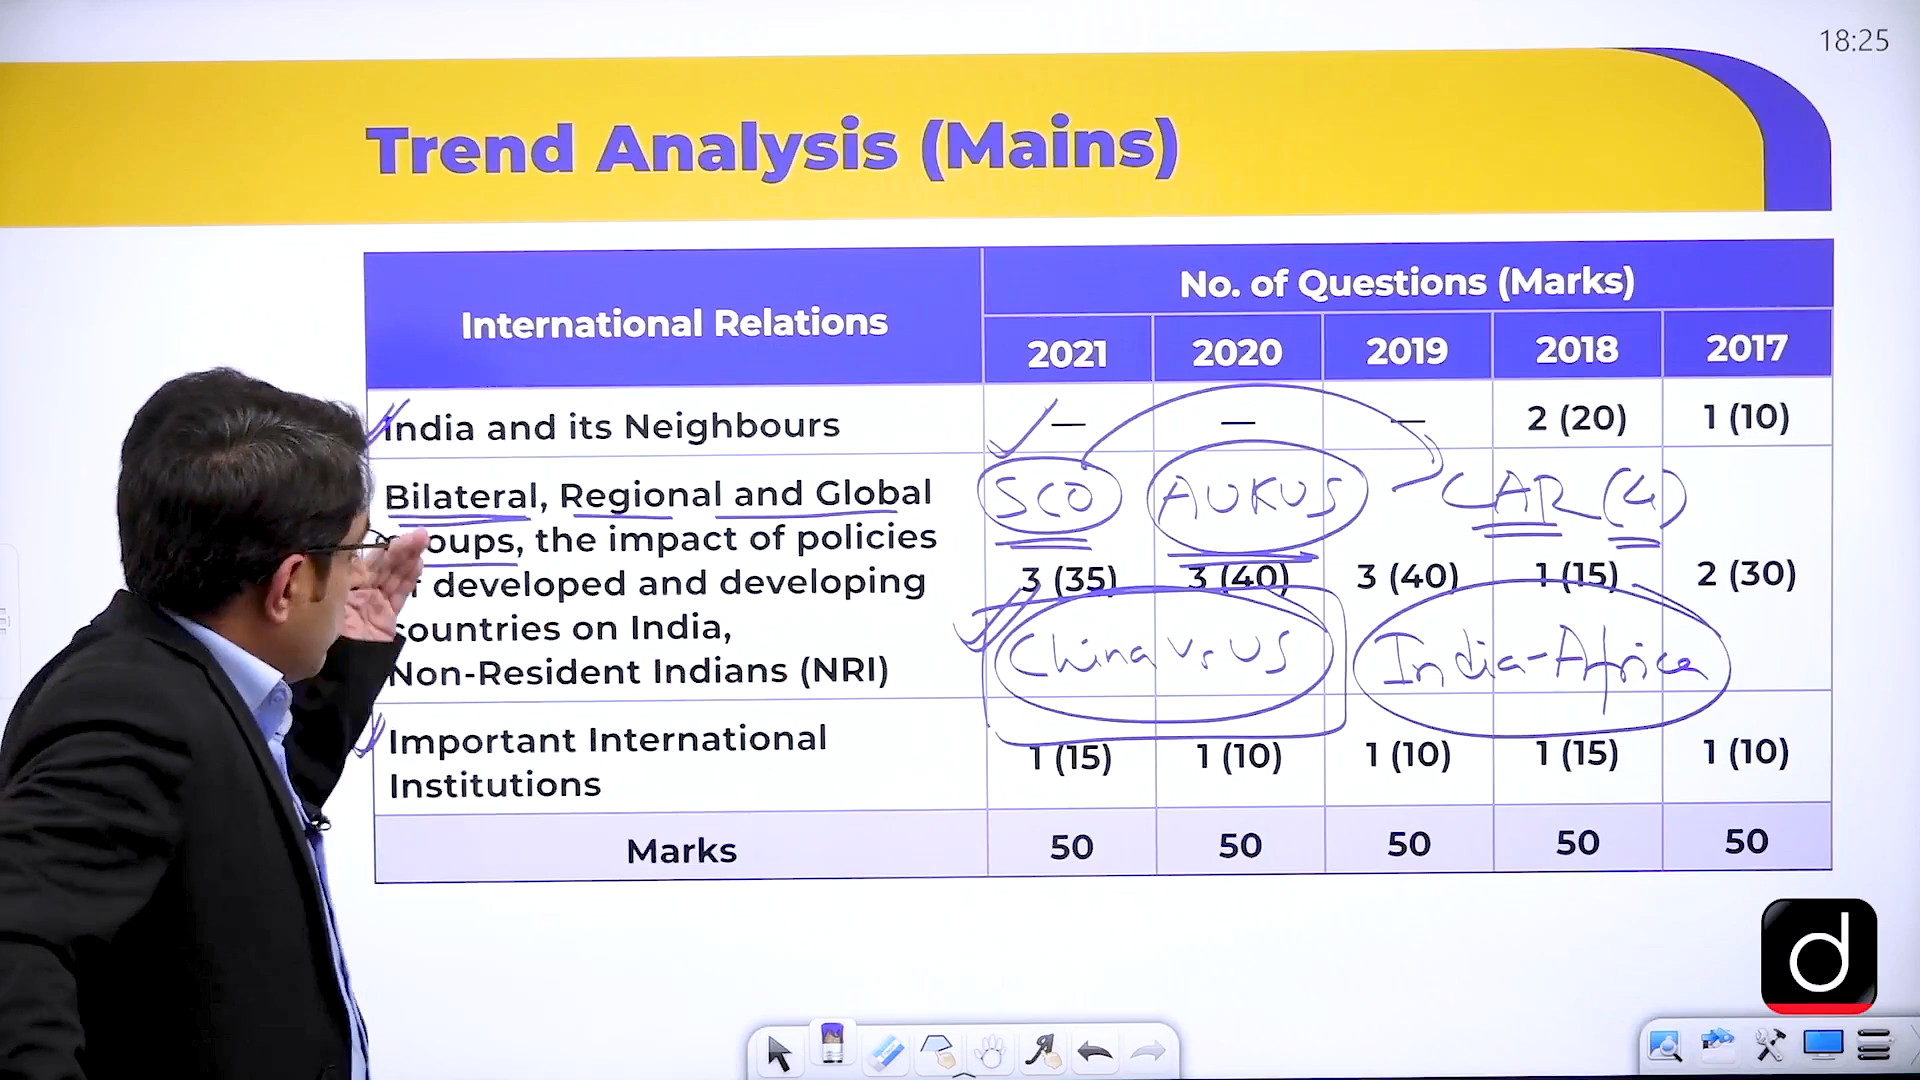 18:25
Trend Analysis (Mains)
International Relations
No. of Questions (Marks)
2021 2020 2019 2018 2017
India and its Neighbours — — — 2 (20) 1 (10)
Bilateral, Regional and Global
SCO AUKUS CAR (4)
the impact of policies
developed and developing
3 (35) 3 (40) 3 (40) 1 (15) 2 (30)
countries on India,
Non-Resident Indians (NRI)
China Vs US India-Africa
Important International
Institutions
1 (15) 1 (10) 1 (10) 1 (15) 1 (10)
Marks 50 50 50 50 50
d